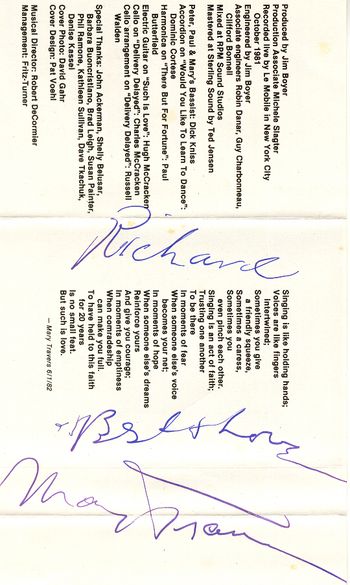 Produced by Jim Boyer
Production Associate Michele Slagter
Recorded by Le Mobile in New York City
October 1981
Engineered by Jim Boyer
Associate engineers Robin Danar, Guy Charbonneau,
Clifford Bonnell
Mixed at RPM Sound Studios
Mastered at Sterling Sound by Ted Jensen
Peter, Paul & Mary's Bassist: Dick Kniss
Accordion on "Would You Like To Learn To Dance":
Dominic Cortese
Harmonica on "There But For Fortune": Paul
Butterfield
Electric Guitar on "Such Is Love": Hugh McCracken
Cello on "Delivery Delayed": Charles McCracken
Cello arrangement on "Delivery Delayed": Russell
Walden
Special Thanks: John Ackerman, Shelly Belusar,
Barbara Buoncristiano, Brad Leigh, Susan Painter,
Phil Ramone, Kathleen Sullivan, Dave Tkachuk,
Dan Dassel
Cover Photo: David Gahr
Cover Design: Pat Voehl
Musical Director: Robert DeCormier
Management: Fritz-Turner
Richard
Singing is like holding hands;
Voices are like fingers
intertwined;
Sometimes you give
a friendly squeeze,
Sometimes a caress,
Sometimes you
even pinch each other.
Singing is an act of faith;
Trusting one another
To be there
In moments of fear.
When someone else's voice
becomes your net;
In moments of hope
When someone else's dreams
Reinforce yours
And give you courage;
In moments of emptiness
When comradeship
can make you full.
To have held to this faith
for 20 years
Is no small feat.
But such is love.
— Mary Travers 6/1/82
Best & Love
Mary Travers